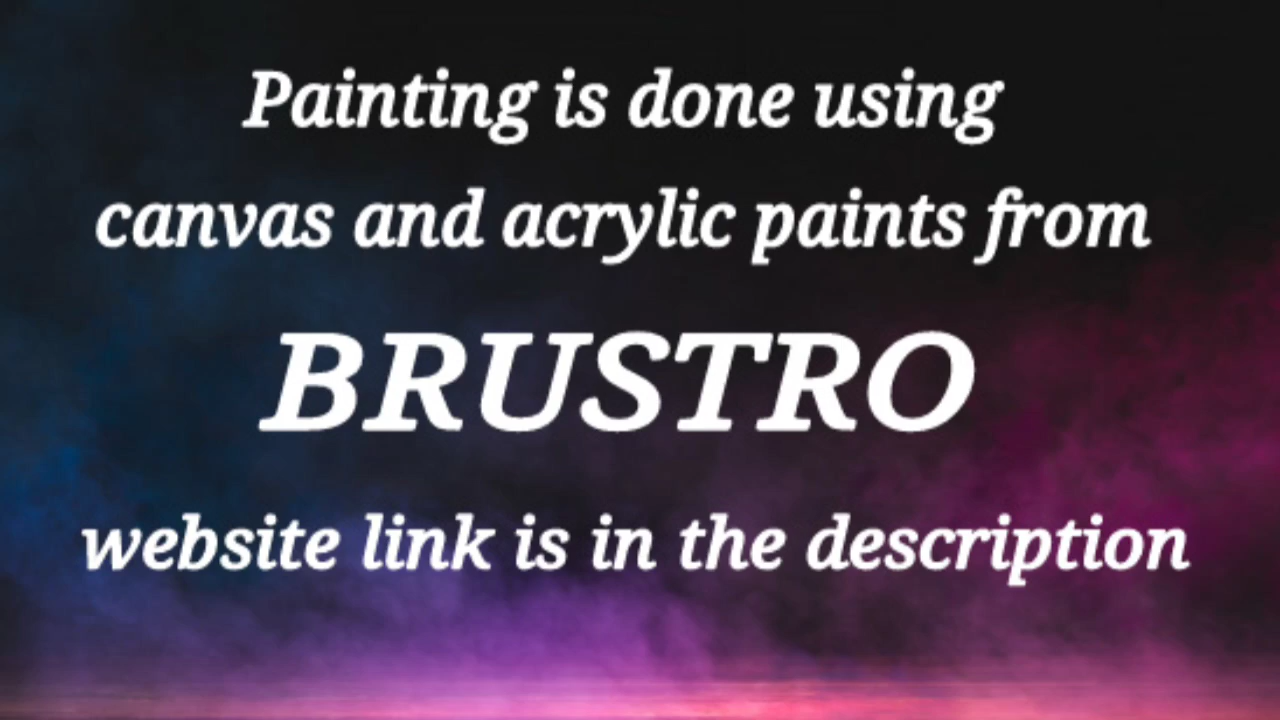 Painting is done using
canvas and acrylic paints from
BRUSTRO
website link is in the description